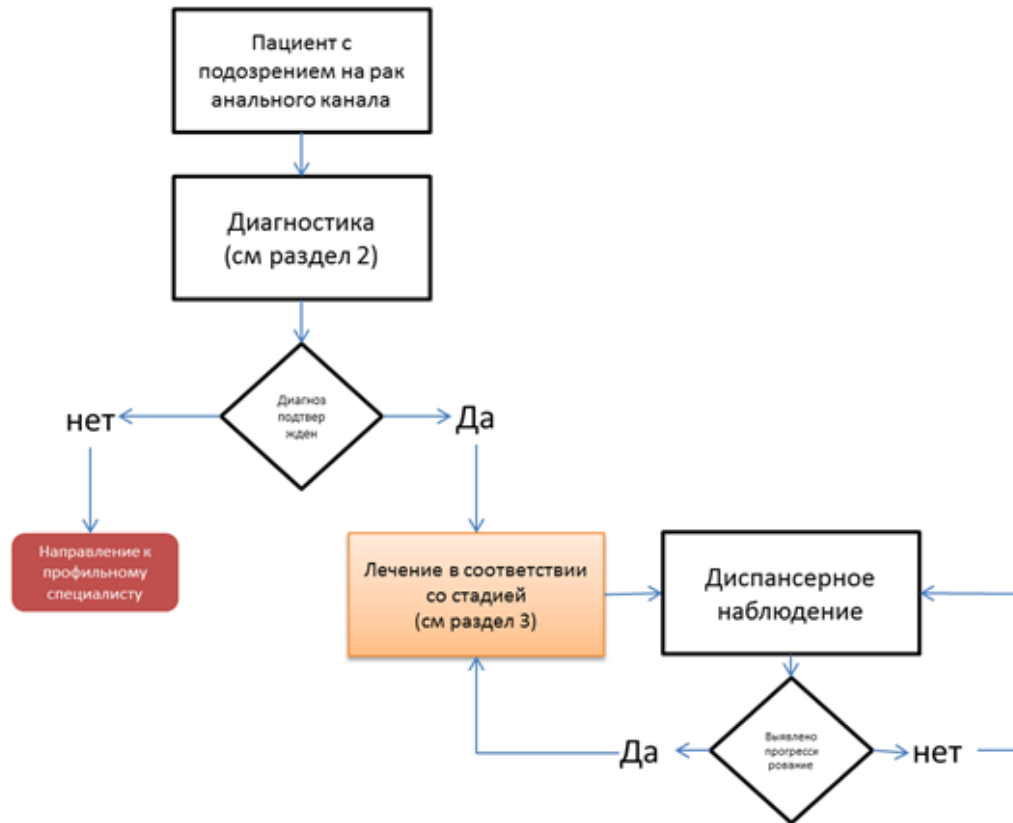 Пациент с
подозрением на рак
анального канала
Диагностика
(см раздел 2)
Диагноз
подтвер
жден
нет
Да
Направление к
профильному
специалисту
Лечение в соответствии
со стадией
(см раздел 3)
Диспансерное
наблюдение
Выявлено
прогресси
рование
Да
нет